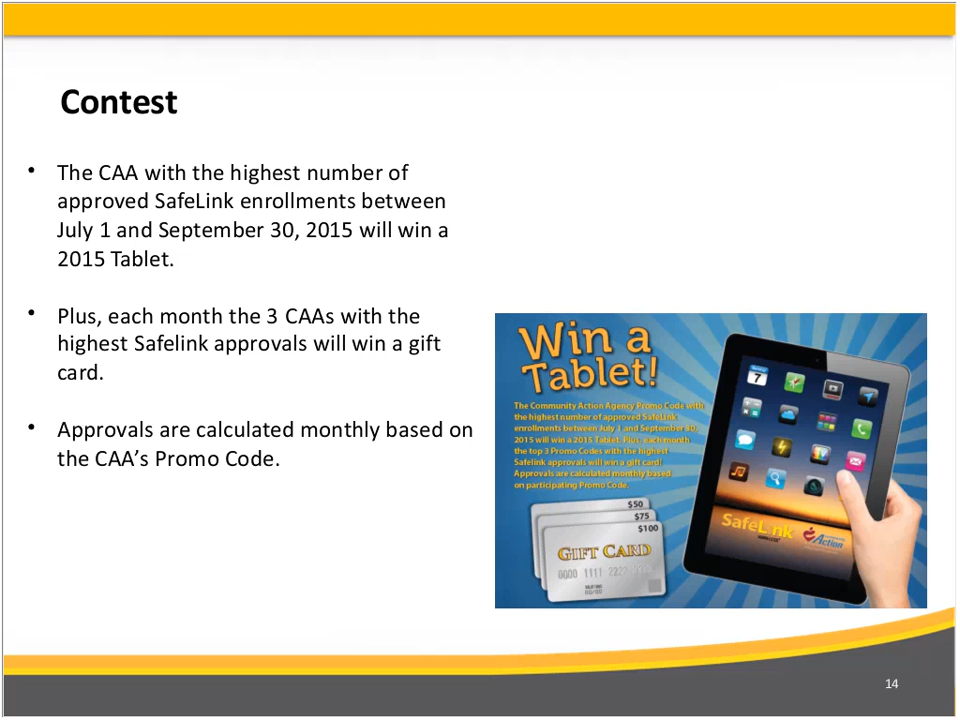 Contest
• The CAA with the highest number of
approved SafeLink enrollments between
July 1 and September 30, 2015 will win a
2015 Tablet.
• Plus, each month the 3 CAAs with the
highest Safelink approvals will win a gift
card.
• Approvals are calculated monthly based on
the CAA’s Promo Code.
Win a
Tablet!
The Community Action Agency Promo Code with
the highest number of approved SafeLink
enrollments between July 1 and September 30,
2015 will win a 2015 Tablet. Plus, each month
the top 3 Promo Codes with the highest
Safelink approvals will win a gift card!
Approvals are calculated monthly based
on participating Promo Code.
7
$50
$75
$100
GIFT CARD
0000 1111 2222
SafeLink
Action
14